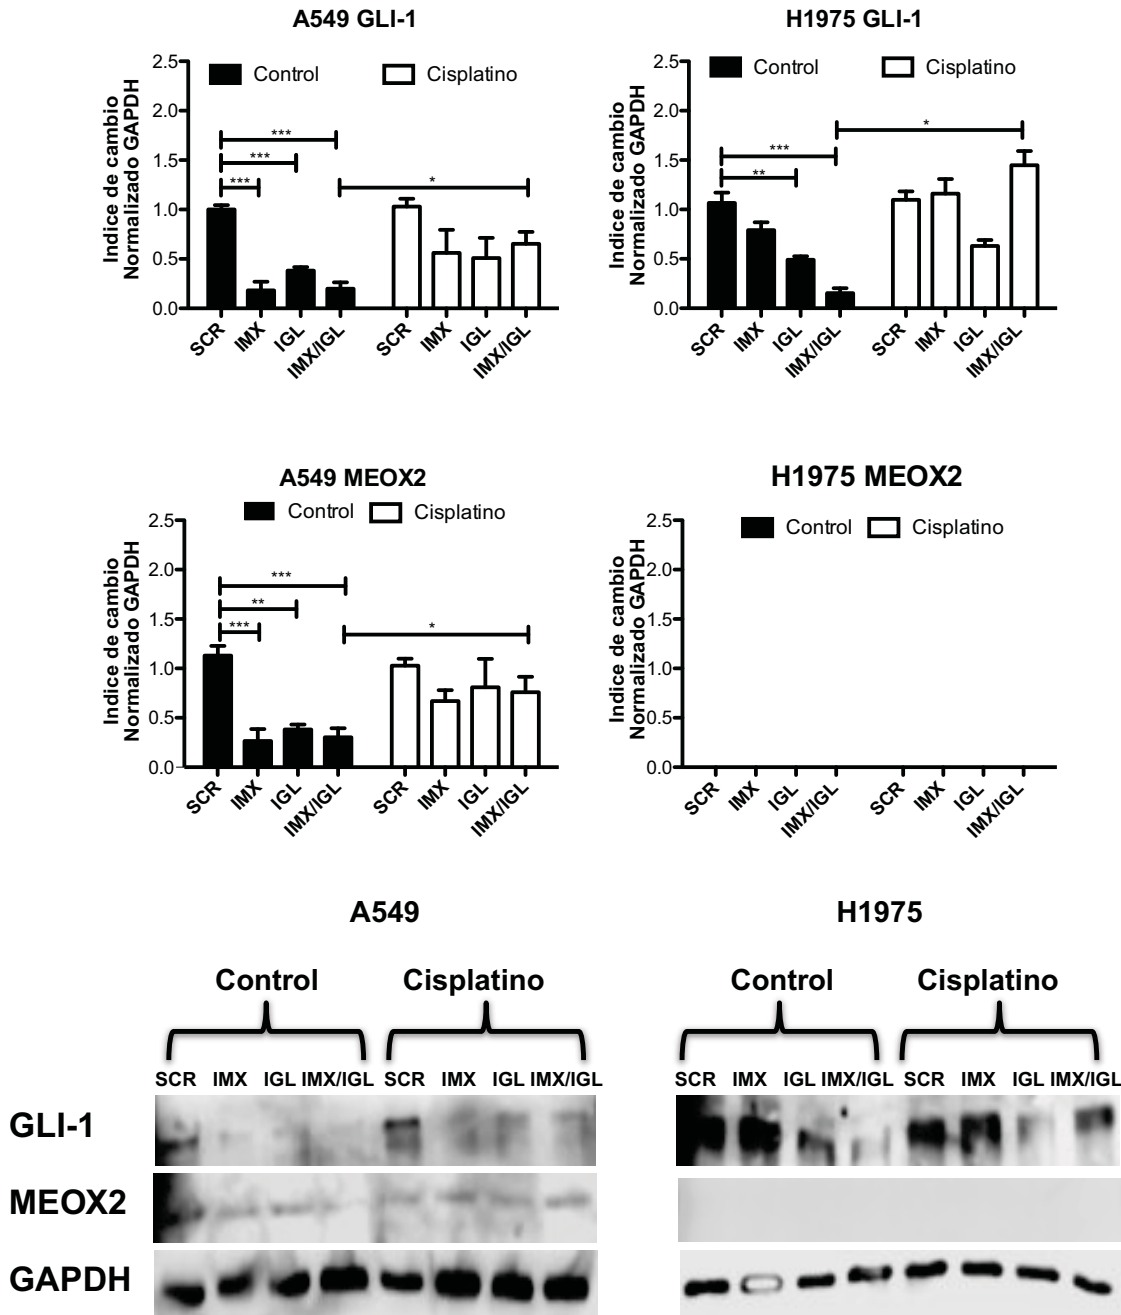 A549 GLI-1
H1975 GLI-1
Indice de cambio
Normalizado GAPDH
2.5
2.0
1.5
1.0
0.5
0.0
Control
Cisplatino
***
***
***
*
SCR
IMX
IGL
IMX/IGL
SCR
IMX
IGL
IMX/IGL
Indice de cambio
Normalizado GAPDH
2.5
2.0
1.5
1.0
0.5
0.0
Control
Cisplatino
*
***
**
SCR
IMX
IGL
IMX/IGL
SCR
IMX
IGL
IMX/IGL
A549 MEOX2
H1975 MEOX2
Indice de cambio
Normalizado GAPDH
2.5
2.0
1.5
1.0
0.5
0.0
Control
Cisplatino
***
**
***
*
SCR
IMX
IGL
IMX/IGL
SCR
IMX
IGL
IMX/IGL
Indice de cambio
Normalizado GAPDH
2.5
2.0
1.5
1.0
0.5
0.0
Control
Cisplatino
SCR
IMX
IGL
IMX/IGL
SCR
IMX
IGL
IMX/IGL
A549
H1975
Control
Cisplatino
Control
Cisplatino
SCR IMX IGL IMX/IGL SCR IMX IGL IMX/IGL
SCR IMX IGL IMX/IGL SCR IMX IGL IMX/IGL
GLI-1
MEOX2
GAPDH